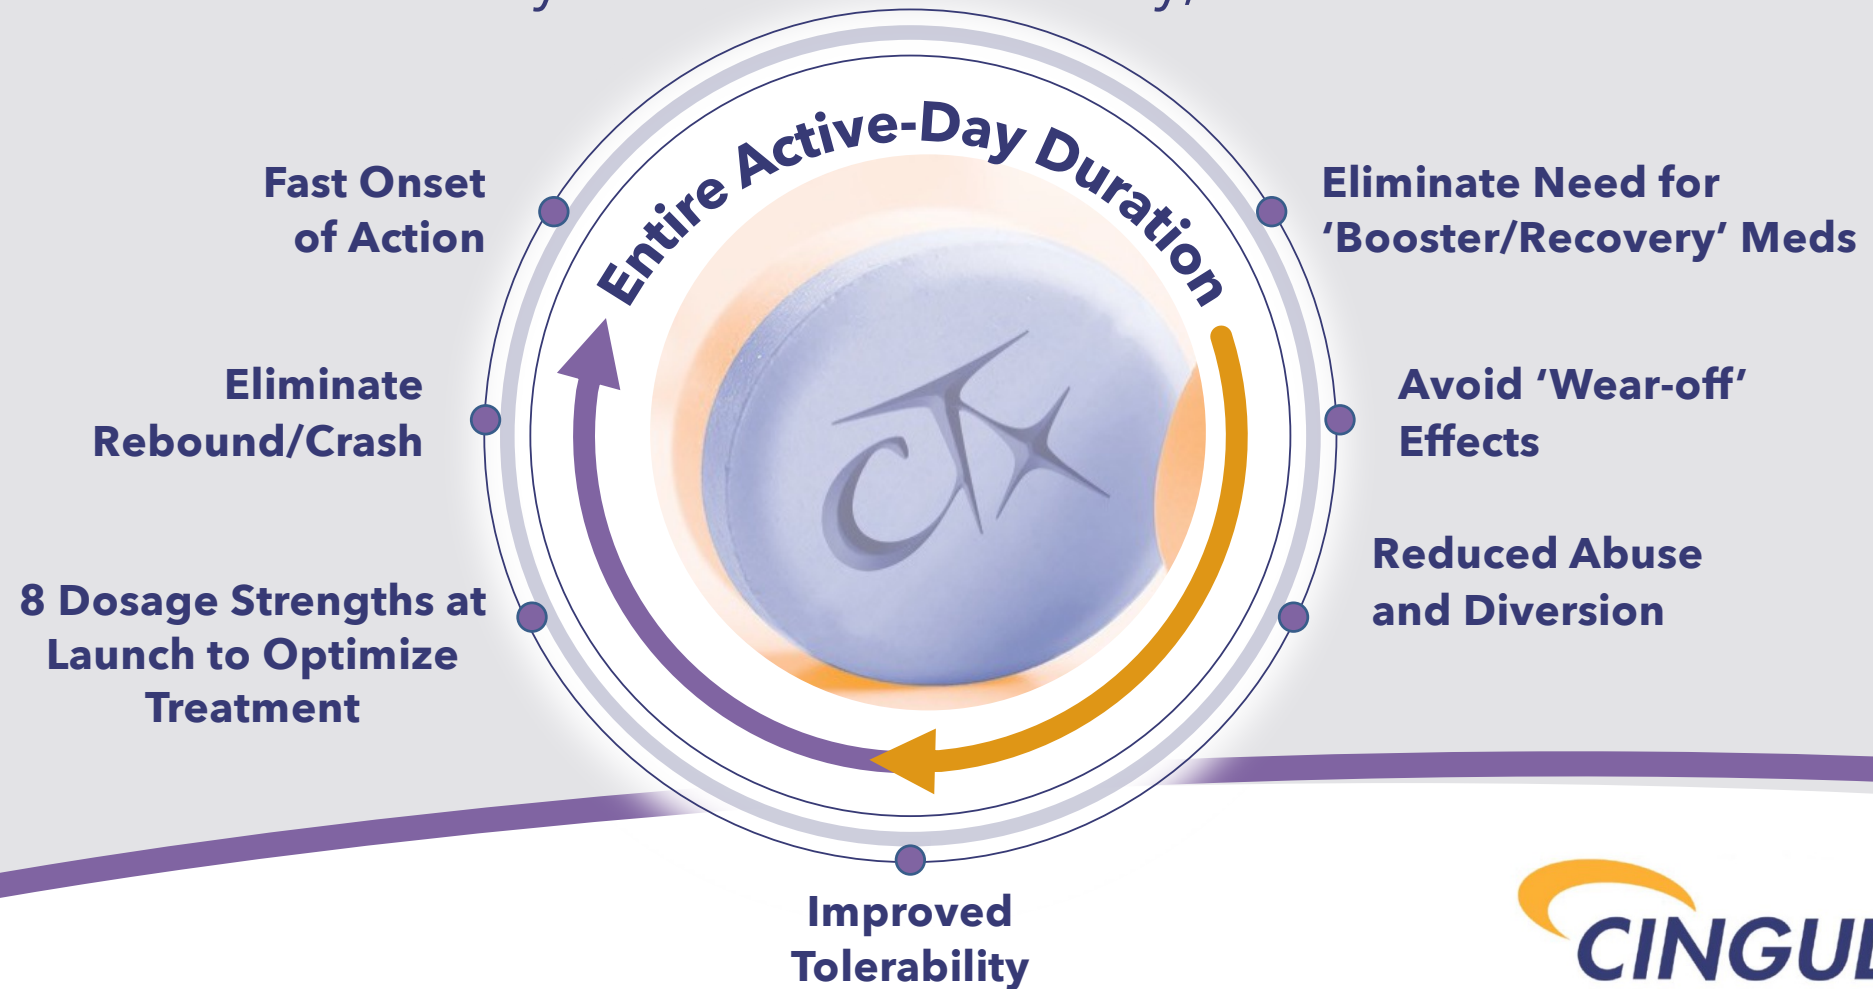 Entire Active-Day Duration
Fast Onset
of Action
Eliminate
Rebound/Crash
8 Dosage Strengths at
Launch to Optimize
Treatment
Eliminate Need for
‘Booster/Recovery’ Meds
Avoid ‘Wear-off’
Effects
Reduced Abuse
and Diversion
Improved
Tolerability
CTx